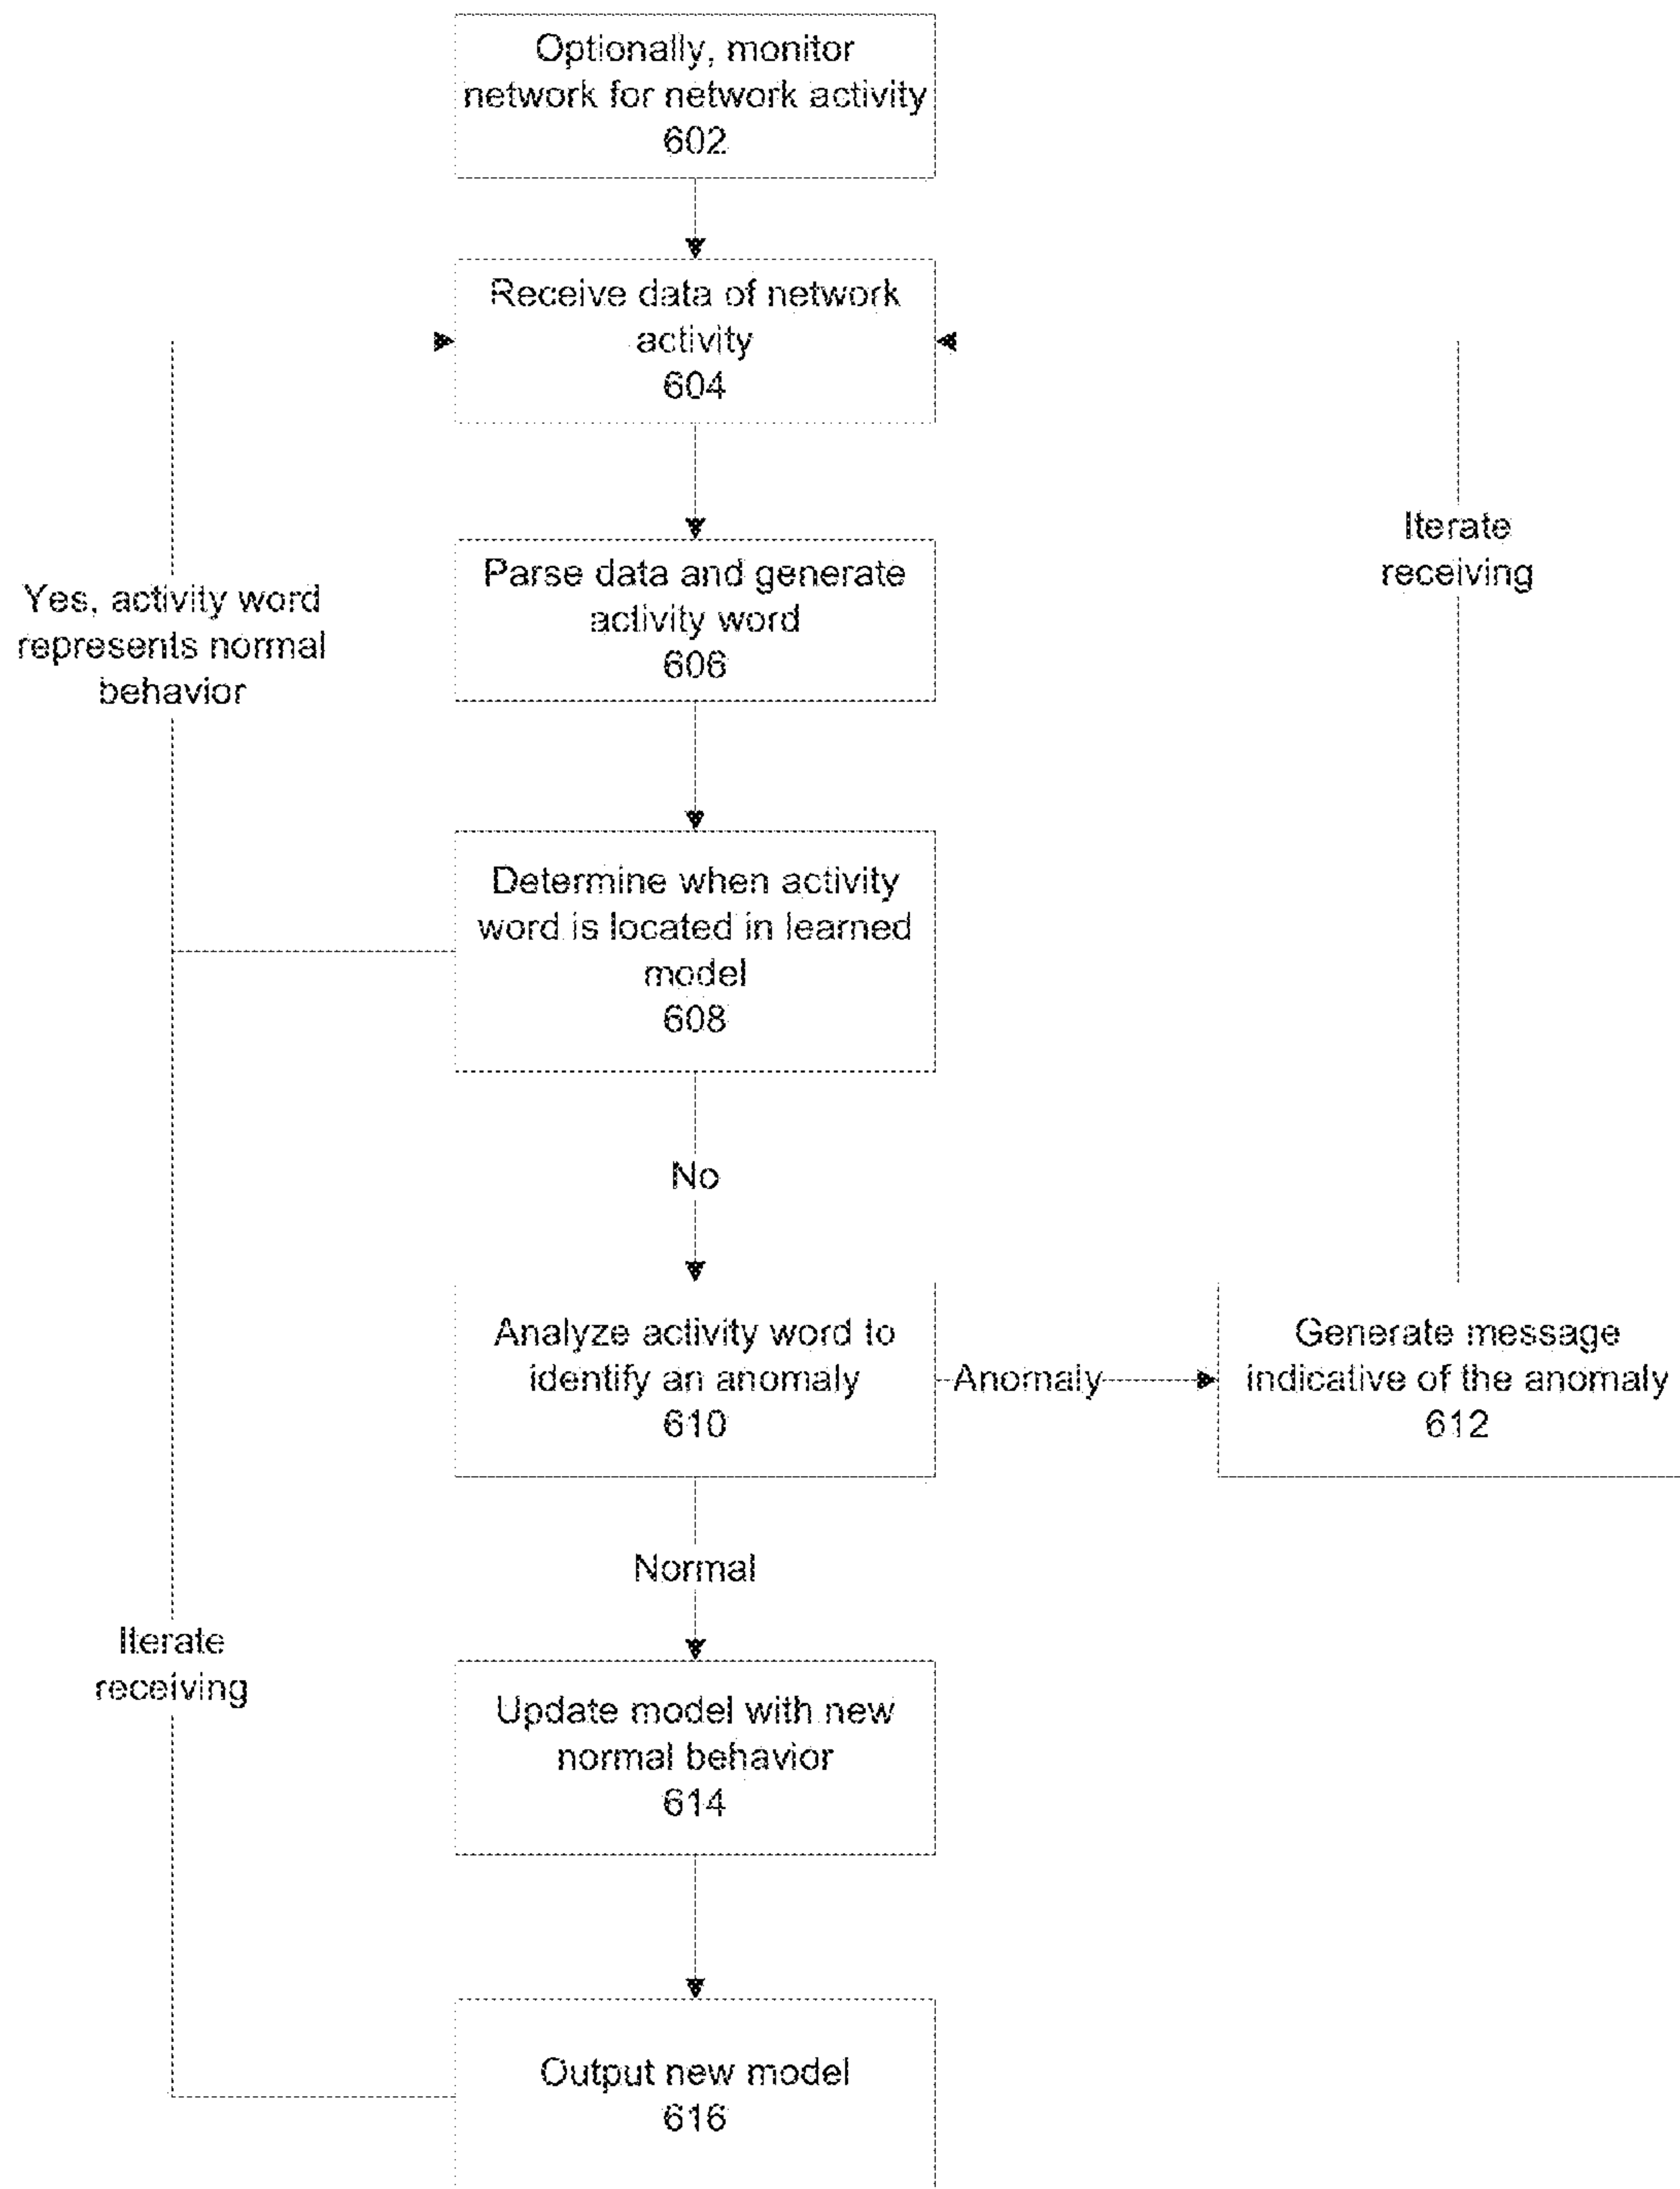 Optionally, monitor
network for network activity
602
Receive data of network
activity
604
Iterate
receiving
Parse data and generate
activity word
606
Yes, activity word
represents normal
behavior
Determine when activity
word is located in learned
model
608
No
Analyze activity word to
identify an anomaly
610
Anomaly
Generate message
indicative of the anomaly
612
Normal
Iterate
receiving
Update model with new
normal behavior
614
Output new model
616